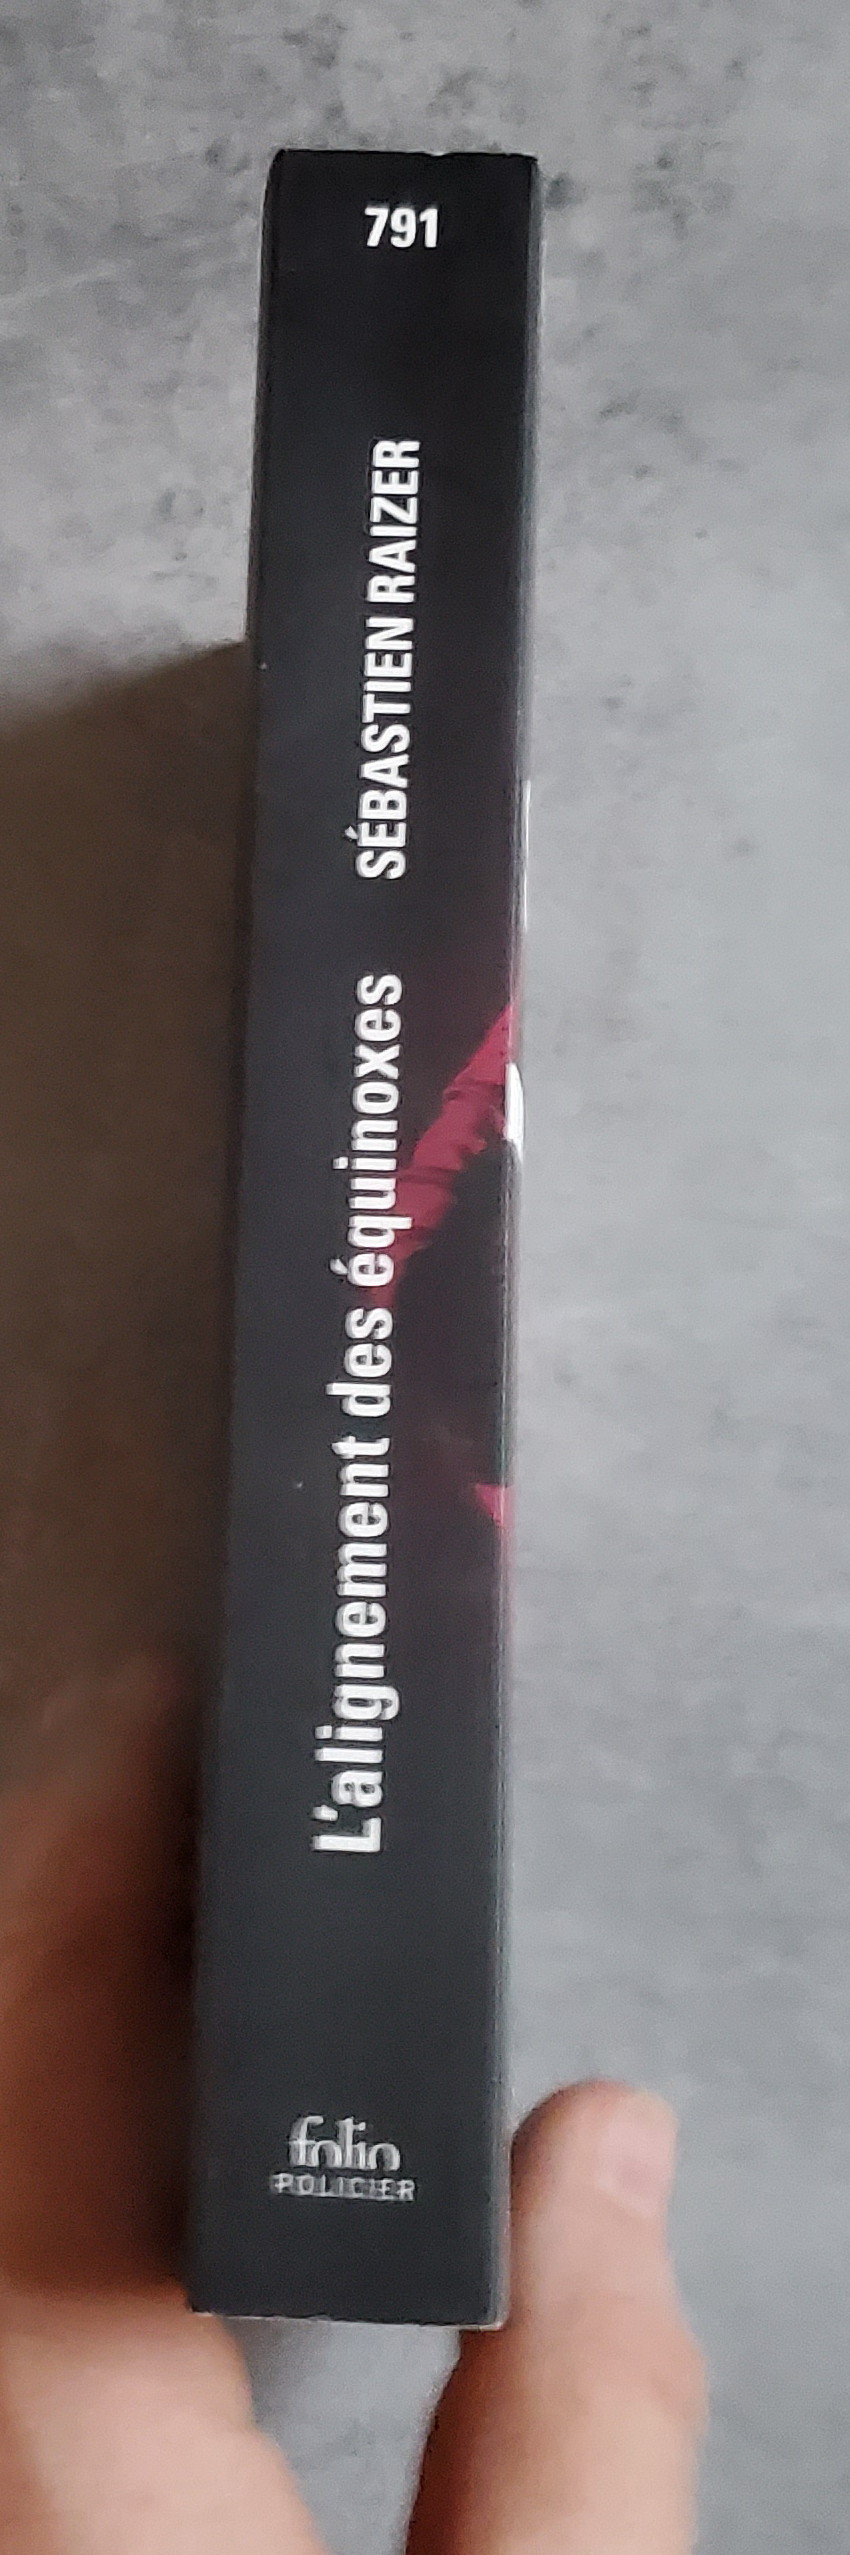 791
SÉBASTIEN RAIZER
L'alignement des équinoxes
folio
POLICIER